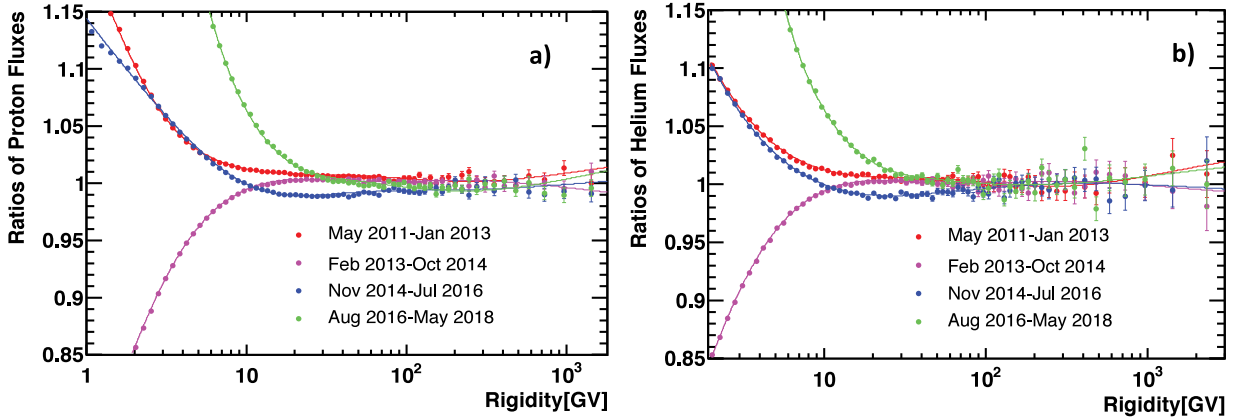 Ratios of Proton Fluxes
1.15
1.1
1.05
1
0.95
0.9
0.85
a)
May 2011-Jan 2013
Feb 2013-Oct 2014
Nov 2014-Jul 2016
Aug 2016-May 2018
1
10
10²
10³
Rigidity[GV]
Ratios of Helium Fluxes
1.15
1.1
1.05
1
0.95
0.9
0.85
b)
May 2011-Jan 2013
Feb 2013-Oct 2014
Nov 2014-Jul 2016
Aug 2016-May 2018
10
10²
10³
Rigidity[GV]